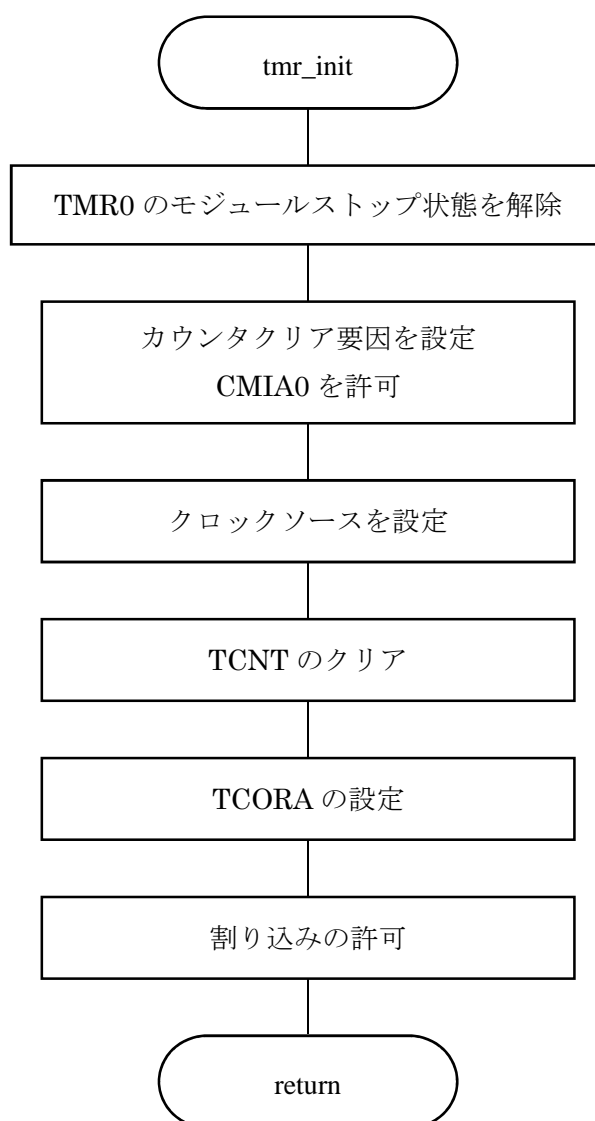 tmr_init
TMR0 のモジュールストップ状態を解除
カウンタクリア要因を設定
CMIA0 を許可
クロックソースを設定
TCNT のクリア
TCORA の設定
割り込みの許可
return